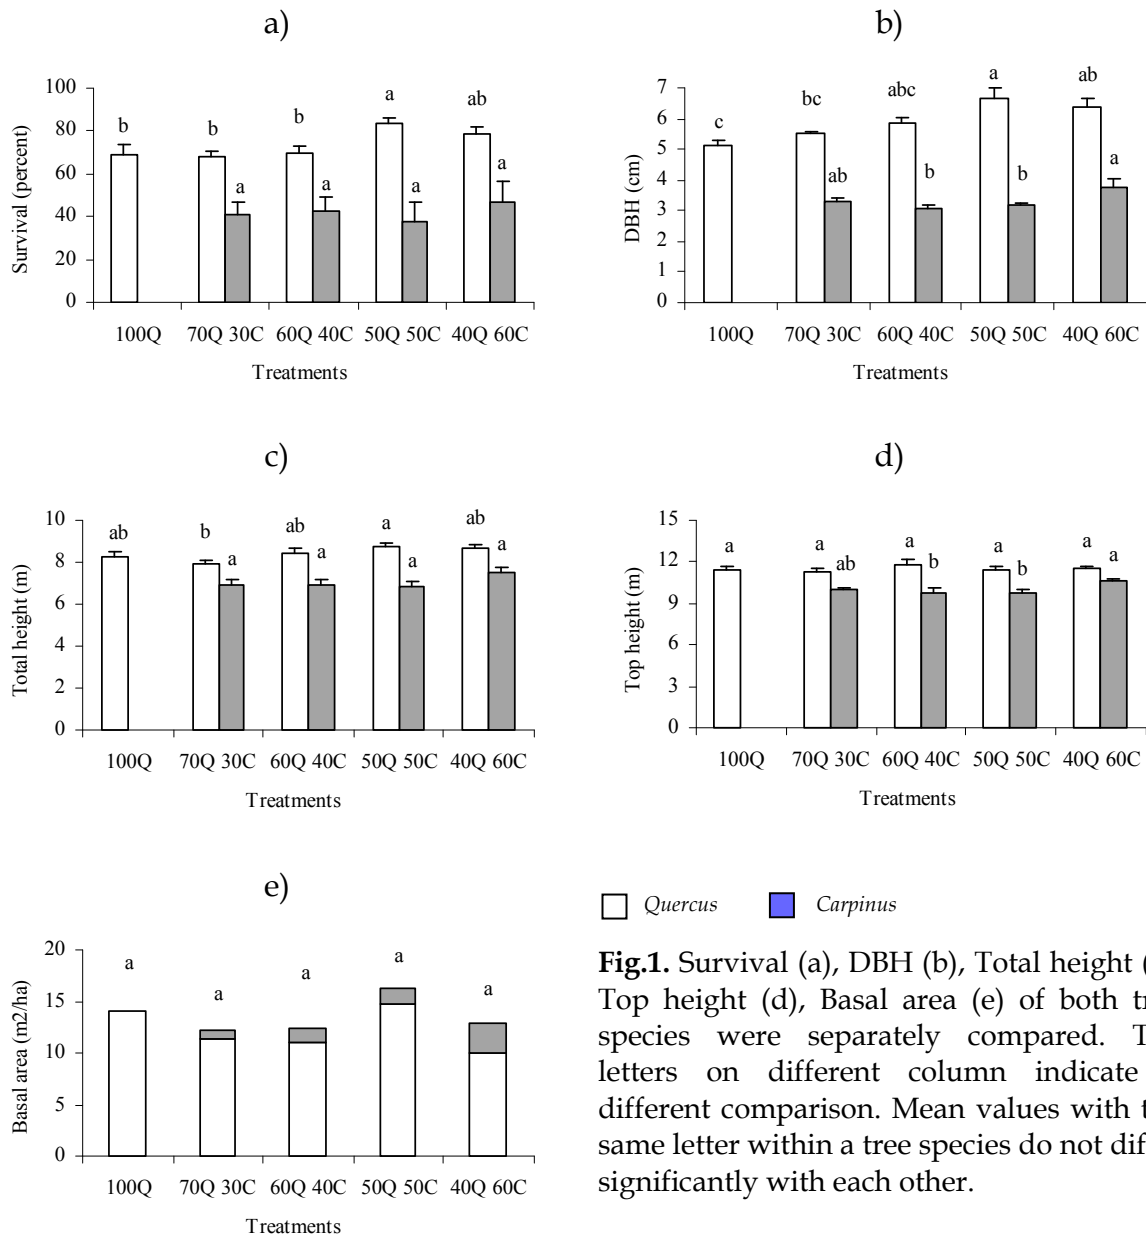 a)
Survival (percent)
100
80
60
40
20
0
b
b
a
b
a
a
a
ab
a
100Q 70Q 30C 60Q 40C 50Q 50C 40Q 60C
Treatments
b)
DBH (cm)
7
6
5
4
3
2
1
0
c
bc
ab
abc
b
a
b
ab
a
100Q 70Q 30C 60Q 40C 50Q 50C 40Q 60C
Treatments
c)
Total height (m)
10
8
6
4
2
0
ab
b
a
ab
a
a
a
ab
a
100Q 70Q 30C 60Q 40C 50Q 50C 40Q 60C
Treatments
d)
Top height (m)
15
12
9
6
3
0
a
a
ab
a
b
a
b
a
a
100Q 70Q 30C 60Q 40C 50Q 50C 40Q 60C
Treatments
e)
Basal area (m2/ha)
20
15
10
5
0
a
a
a
a
a
100Q 70Q 30C 60Q 40C 50Q 50C 40Q 60C
Treatments
Quercus Carpinus
Fig.1. Survival (a), DBH (b), Total height (
Top height (d), Basal area (e) of both
species were separately compared.
letters on different column indicate
different comparison. Mean values with
same letter within a tree species do not
significantly with each other.